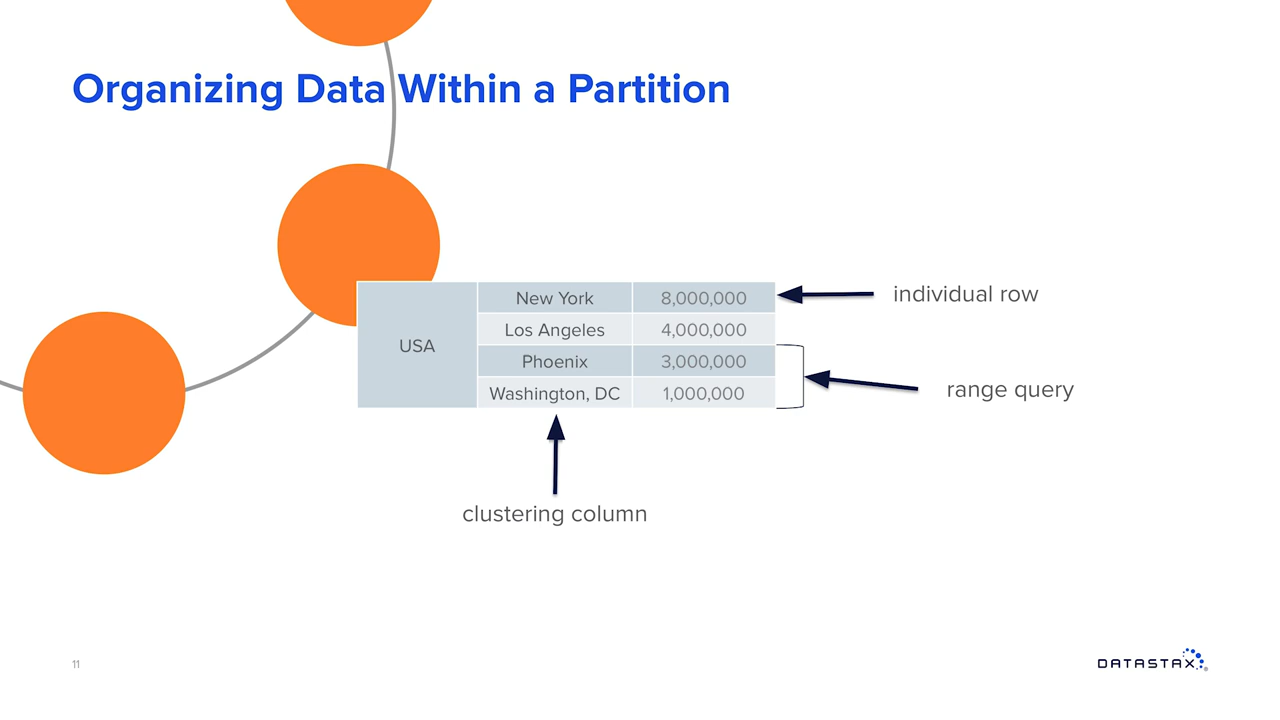 Organizing Data Within a Partition
USA
New York 8,000,000
Los Angeles 4,000,000
Phoenix 3,000,000
Washington, DC 1,000,000
individual row
range query
clustering column
11
DATASTAX